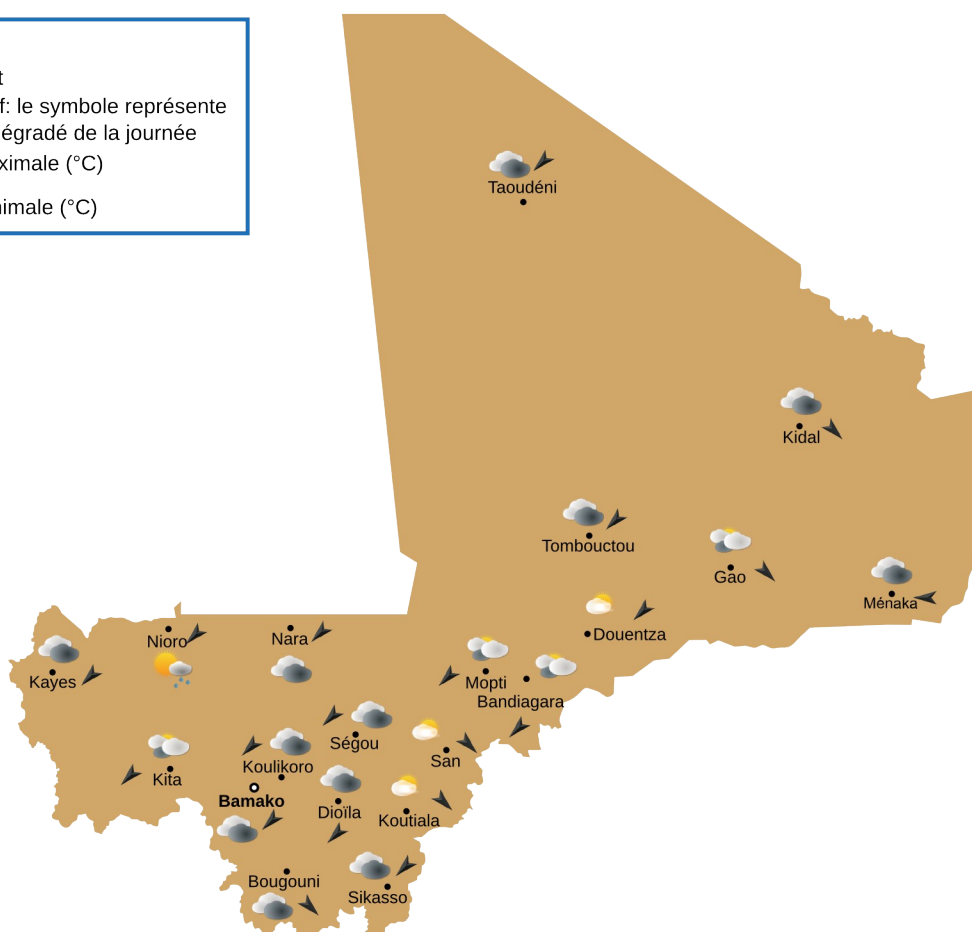 t
f: le symbole représente
égradé de la journée
ximale (°C)
nimale (°C)
Taoudéni
Kidal
Tombouctou
Gao
Ménaka
Douentza
Nioro
Nara
Kayes
Mopti
Bandiagara
Ségou
San
Koulikoro
Kita
Bamako
Dioïla
Koutiala
Bougouni
Sikasso